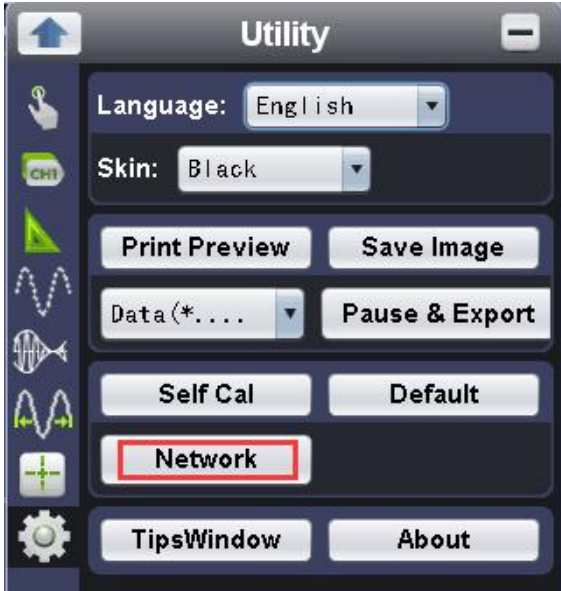 Utility
Language: English
CH1
Skin: Black
Print Preview Save Image
Data(*.... Pause & Export
Self Cal Default
Network
TipsWindow About